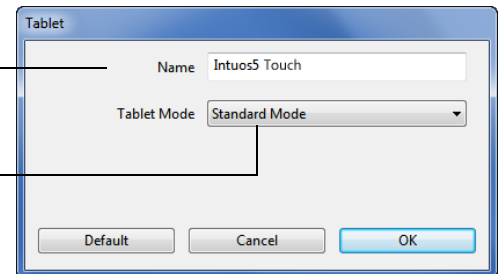 Tablet
Name Intuos5 Touch
Tablet Mode Standard Mode
Default Cancel OK